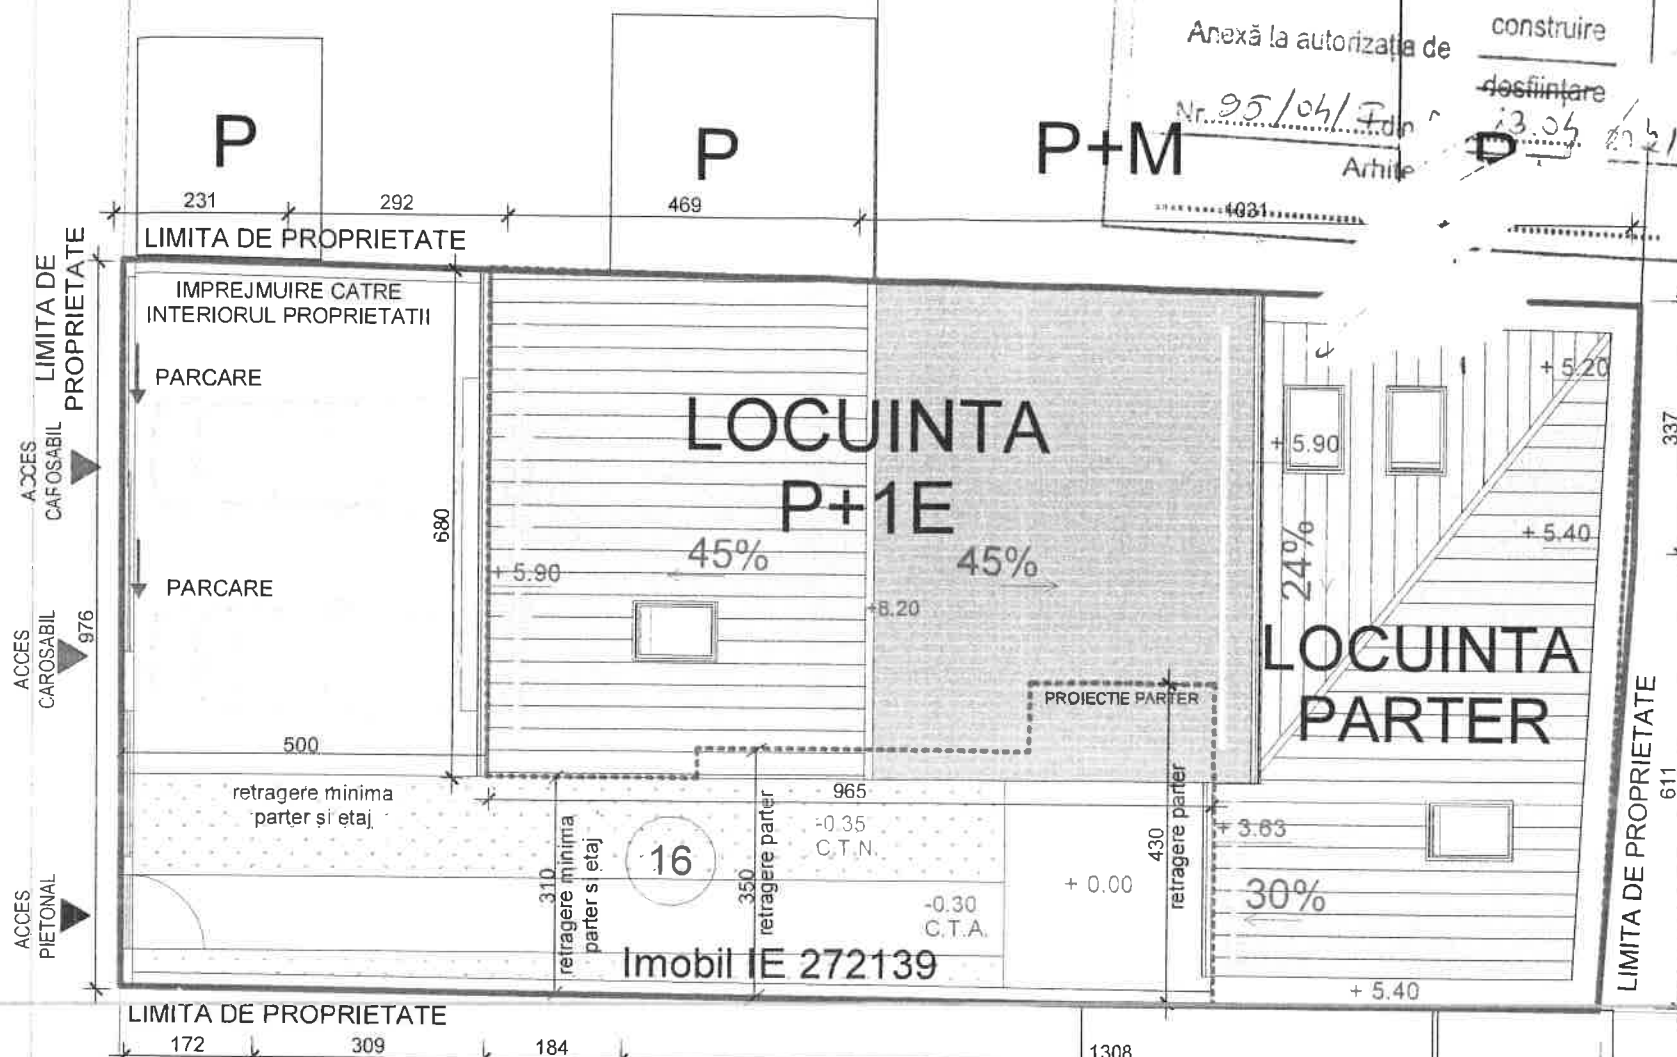 Anexă la autorizația de
construire
desființare
Nr. 95/04/I din 13.04
Arhite
P
P
P+M
P
231
292
469
1031
LIMITA DE PROPRIETATE
LIMITA DE
PROPRIETATE
IMPREJMUIRE CATRE
INTERIORUL PROPRIETATII
PARCARE
PARCARE
ACCES
CAROSABIL
ACCES
CAROSABIL
ACCES
PIETONAL
976
680
500
LOCUINTA
P+1E
45%
45%
+ 5.90
+8.20
+ 5.90
+ 5.20
+ 5.40
24%
337
611
LOCUINTA
PARTER
PROIECTIE PARTER
LIMITA DE PROPRIETATE
retragere minima
parter si etaj
965
310
retragere minima
parter si etaj
16
350
retragere parter
-0.35
C.T.N.
-0.30
C.T.A.
+ 0.00
430
retragere parter
+ 3.63
30%
+ 5.40
Imobil IE 272139
LIMITA DE PROPRIETATE
172
309
184
1308